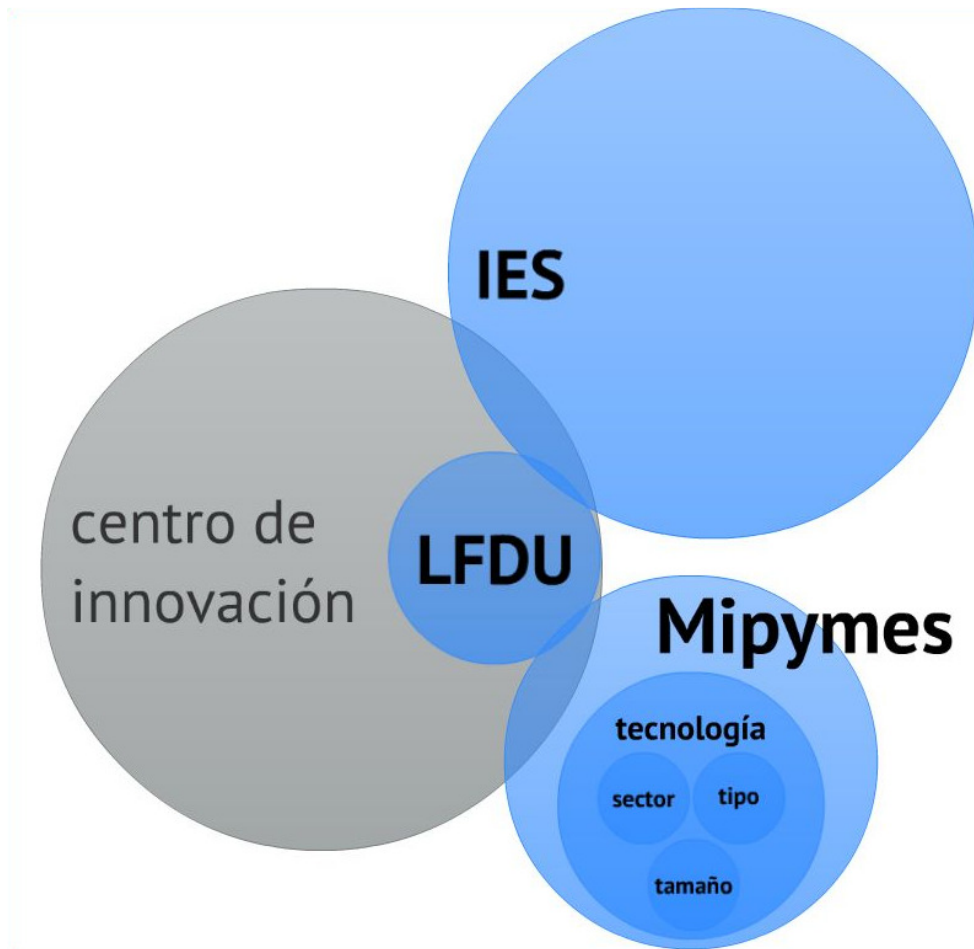 IES
centro de
innovación
LFDU
Mipymes
tecnología
sector
tipo
tamaño